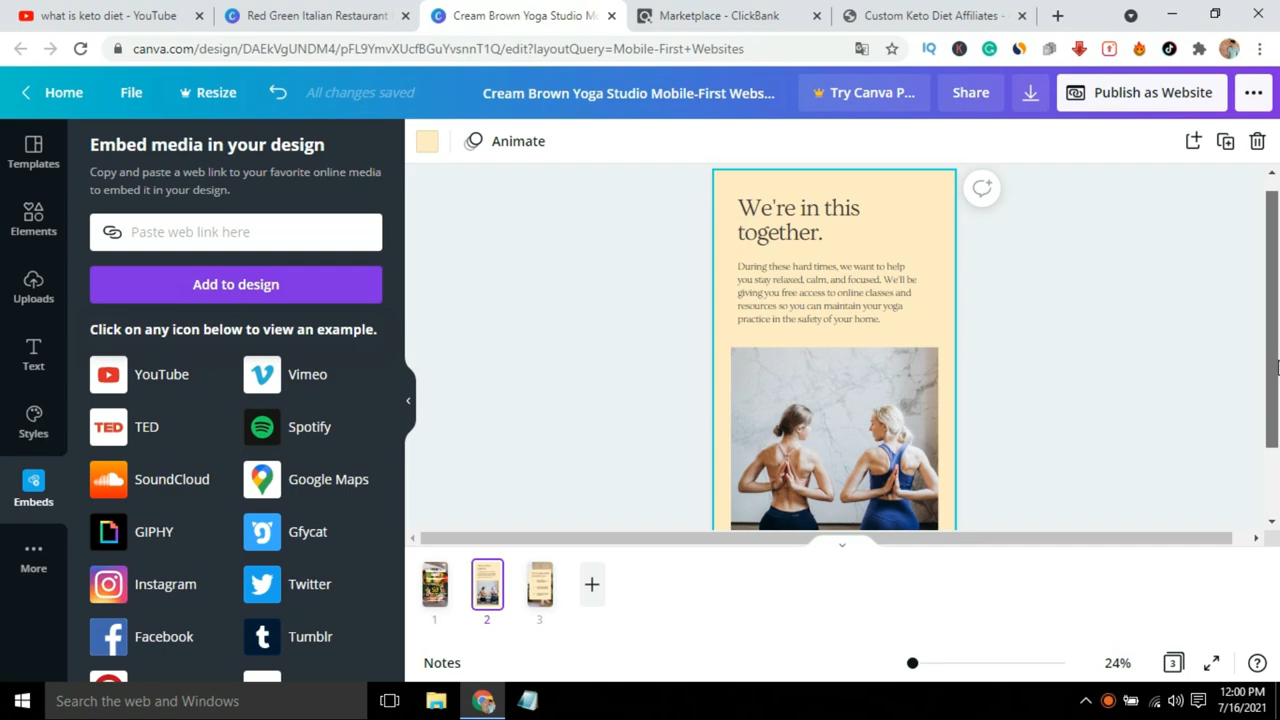 what is keto diet - YouTube
Red Green Italian Restaurant
Cream Brown Yoga Studio Mo
Marketplace - ClickBank
Custom Keto Diet Affiliates -
canva.com/design/DAEkVgUNDM4/pFL9YmvXUcfBGuYvsnnT1Q/edit?layoutQuery=Mobile-First+Websites
Home
File
Resize
All changes saved
Cream Brown Yoga Studio Mobile-First Webs...
Try Canva P...
Share
Publish as Website
Templates
Elements
Uploads
Text
Styles
Embeds
More
Embed media in your design
Copy and paste a web link to your favorite online media
to embed it in your design.
Paste web link here
Add to design
Click on any icon below to view an example.
YouTube
Vimeo
TED
TED
Spotify
SoundCloud
Google Maps
GIPHY
Gfycat
Instagram
Twitter
Facebook
Tumblr
Animate
We're in this
together.
During these hard times, we want to help
you stay relaxed, calm, and focused. We'll be
giving you free access to online classes and
resources so you can maintain your yoga
practice in the safety of your home.
1
2
3
Notes
24%
3
Search the web and Windows
12:00 PM
7/16/2021